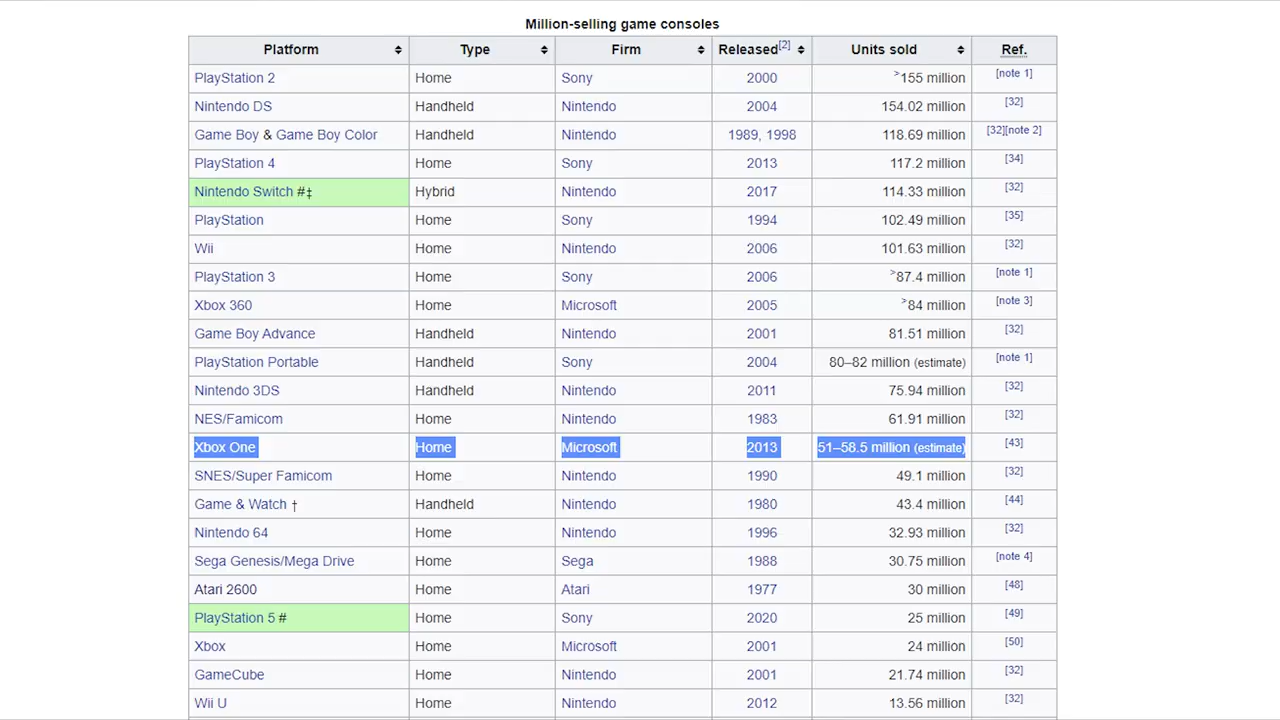 Million-selling game consoles
Platform Type Firm Released[2] Units sold Ref.
PlayStation 2 Home Sony 2000 >155 million [note 1]
Nintendo DS Handheld Nintendo 2004 154.02 million [32]
Game Boy & Game Boy Color Handheld Nintendo 1989, 1998 118.69 million [32][note 2]
PlayStation 4 Home Sony 2013 117.2 million [34]
Nintendo Switch #‡ Hybrid Nintendo 2017 114.33 million [32]
PlayStation Home Sony 1994 102.49 million [35]
Wii Home Nintendo 2006 101.63 million [32]
PlayStation 3 Home Sony 2006 >87.4 million [note 1]
Xbox 360 Home Microsoft 2005 >84 million [note 3]
Game Boy Advance Handheld Nintendo 2001 81.51 million [32]
PlayStation Portable Handheld Sony 2004 80–82 million (estimate) [note 1]
Nintendo 3DS Handheld Nintendo 2011 75.94 million [32]
NES/Famicom Home Nintendo 1983 61.91 million [32]
Xbox One Home Microsoft 2013 51–58.5 million (estimate) [43]
SNES/Super Famicom Home Nintendo 1990 49.1 million [32]
Game & Watch † Handheld Nintendo 1980 43.4 million [44]
Nintendo 64 Home Nintendo 1996 32.93 million [32]
Sega Genesis/Mega Drive Home Sega 1988 30.75 million [note 4]
Atari 2600 Home Atari 1977 30 million [48]
PlayStation 5 # Home Sony 2020 25 million [49]
Xbox Home Microsoft 2001 24 million [50]
GameCube Home Nintendo 2001 21.74 million [32]
Wii U Home Nintendo 2012 13.56 million [32]